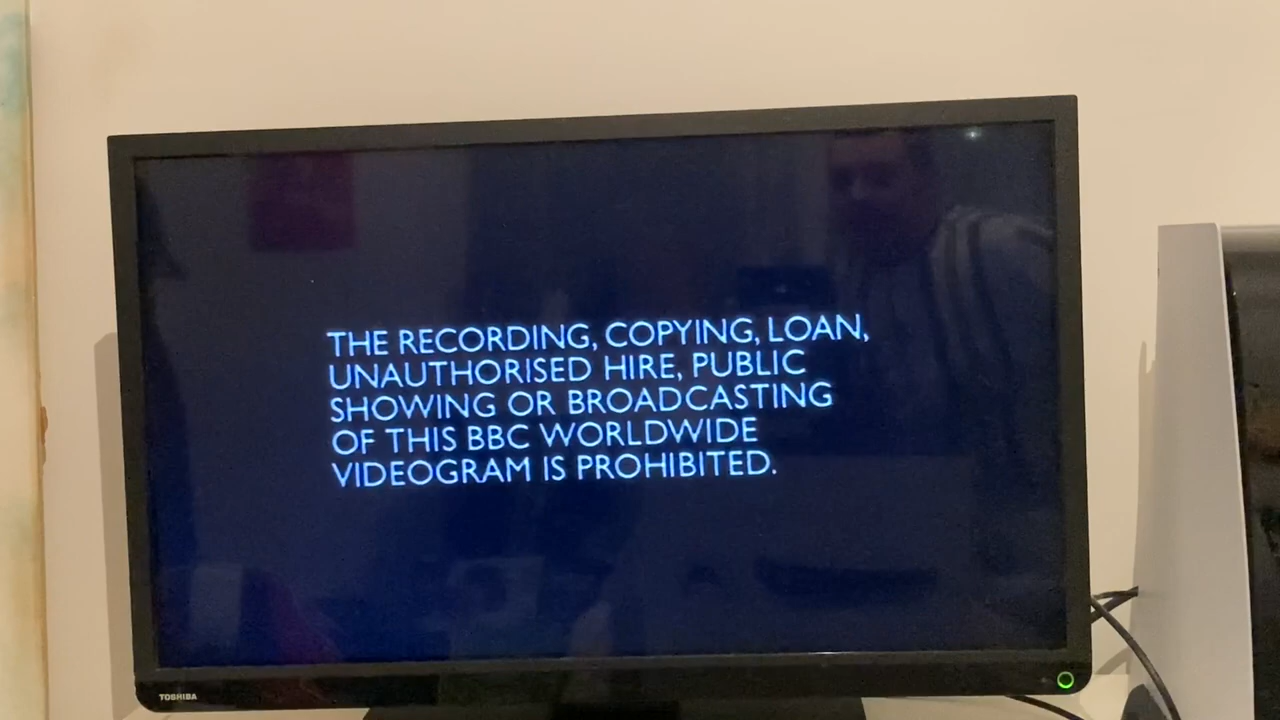 THE RECORDING, COPYING, LOAN,
UNAUTHORISED HIRE, PUBLIC
SHOWING OR BROADCASTING
OF THIS BBC WORLDWIDE
VIDEOGRAM IS PROHIBITED.
TOSHIBA